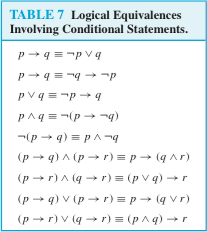 TABLE 7 Logical Equivalences
Involving Conditional Statements.
p → q ≡ ¬p ∨ q
p → q ≡ ¬q → ¬p
p ∨ q ≡ ¬p → q
p ∧ q ≡ ¬(p → ¬q)
¬(p → q) ≡ p ∧ ¬q
(p → q) ∧ (p → r) ≡ p → (q ∧ r)
(p → r) ∧ (q → r) ≡ (p ∨ q) → r
(p → q) ∨ (p → r) ≡ p → (q ∨ r)
(p → r) ∨ (q → r) ≡ (p ∧ q) → r